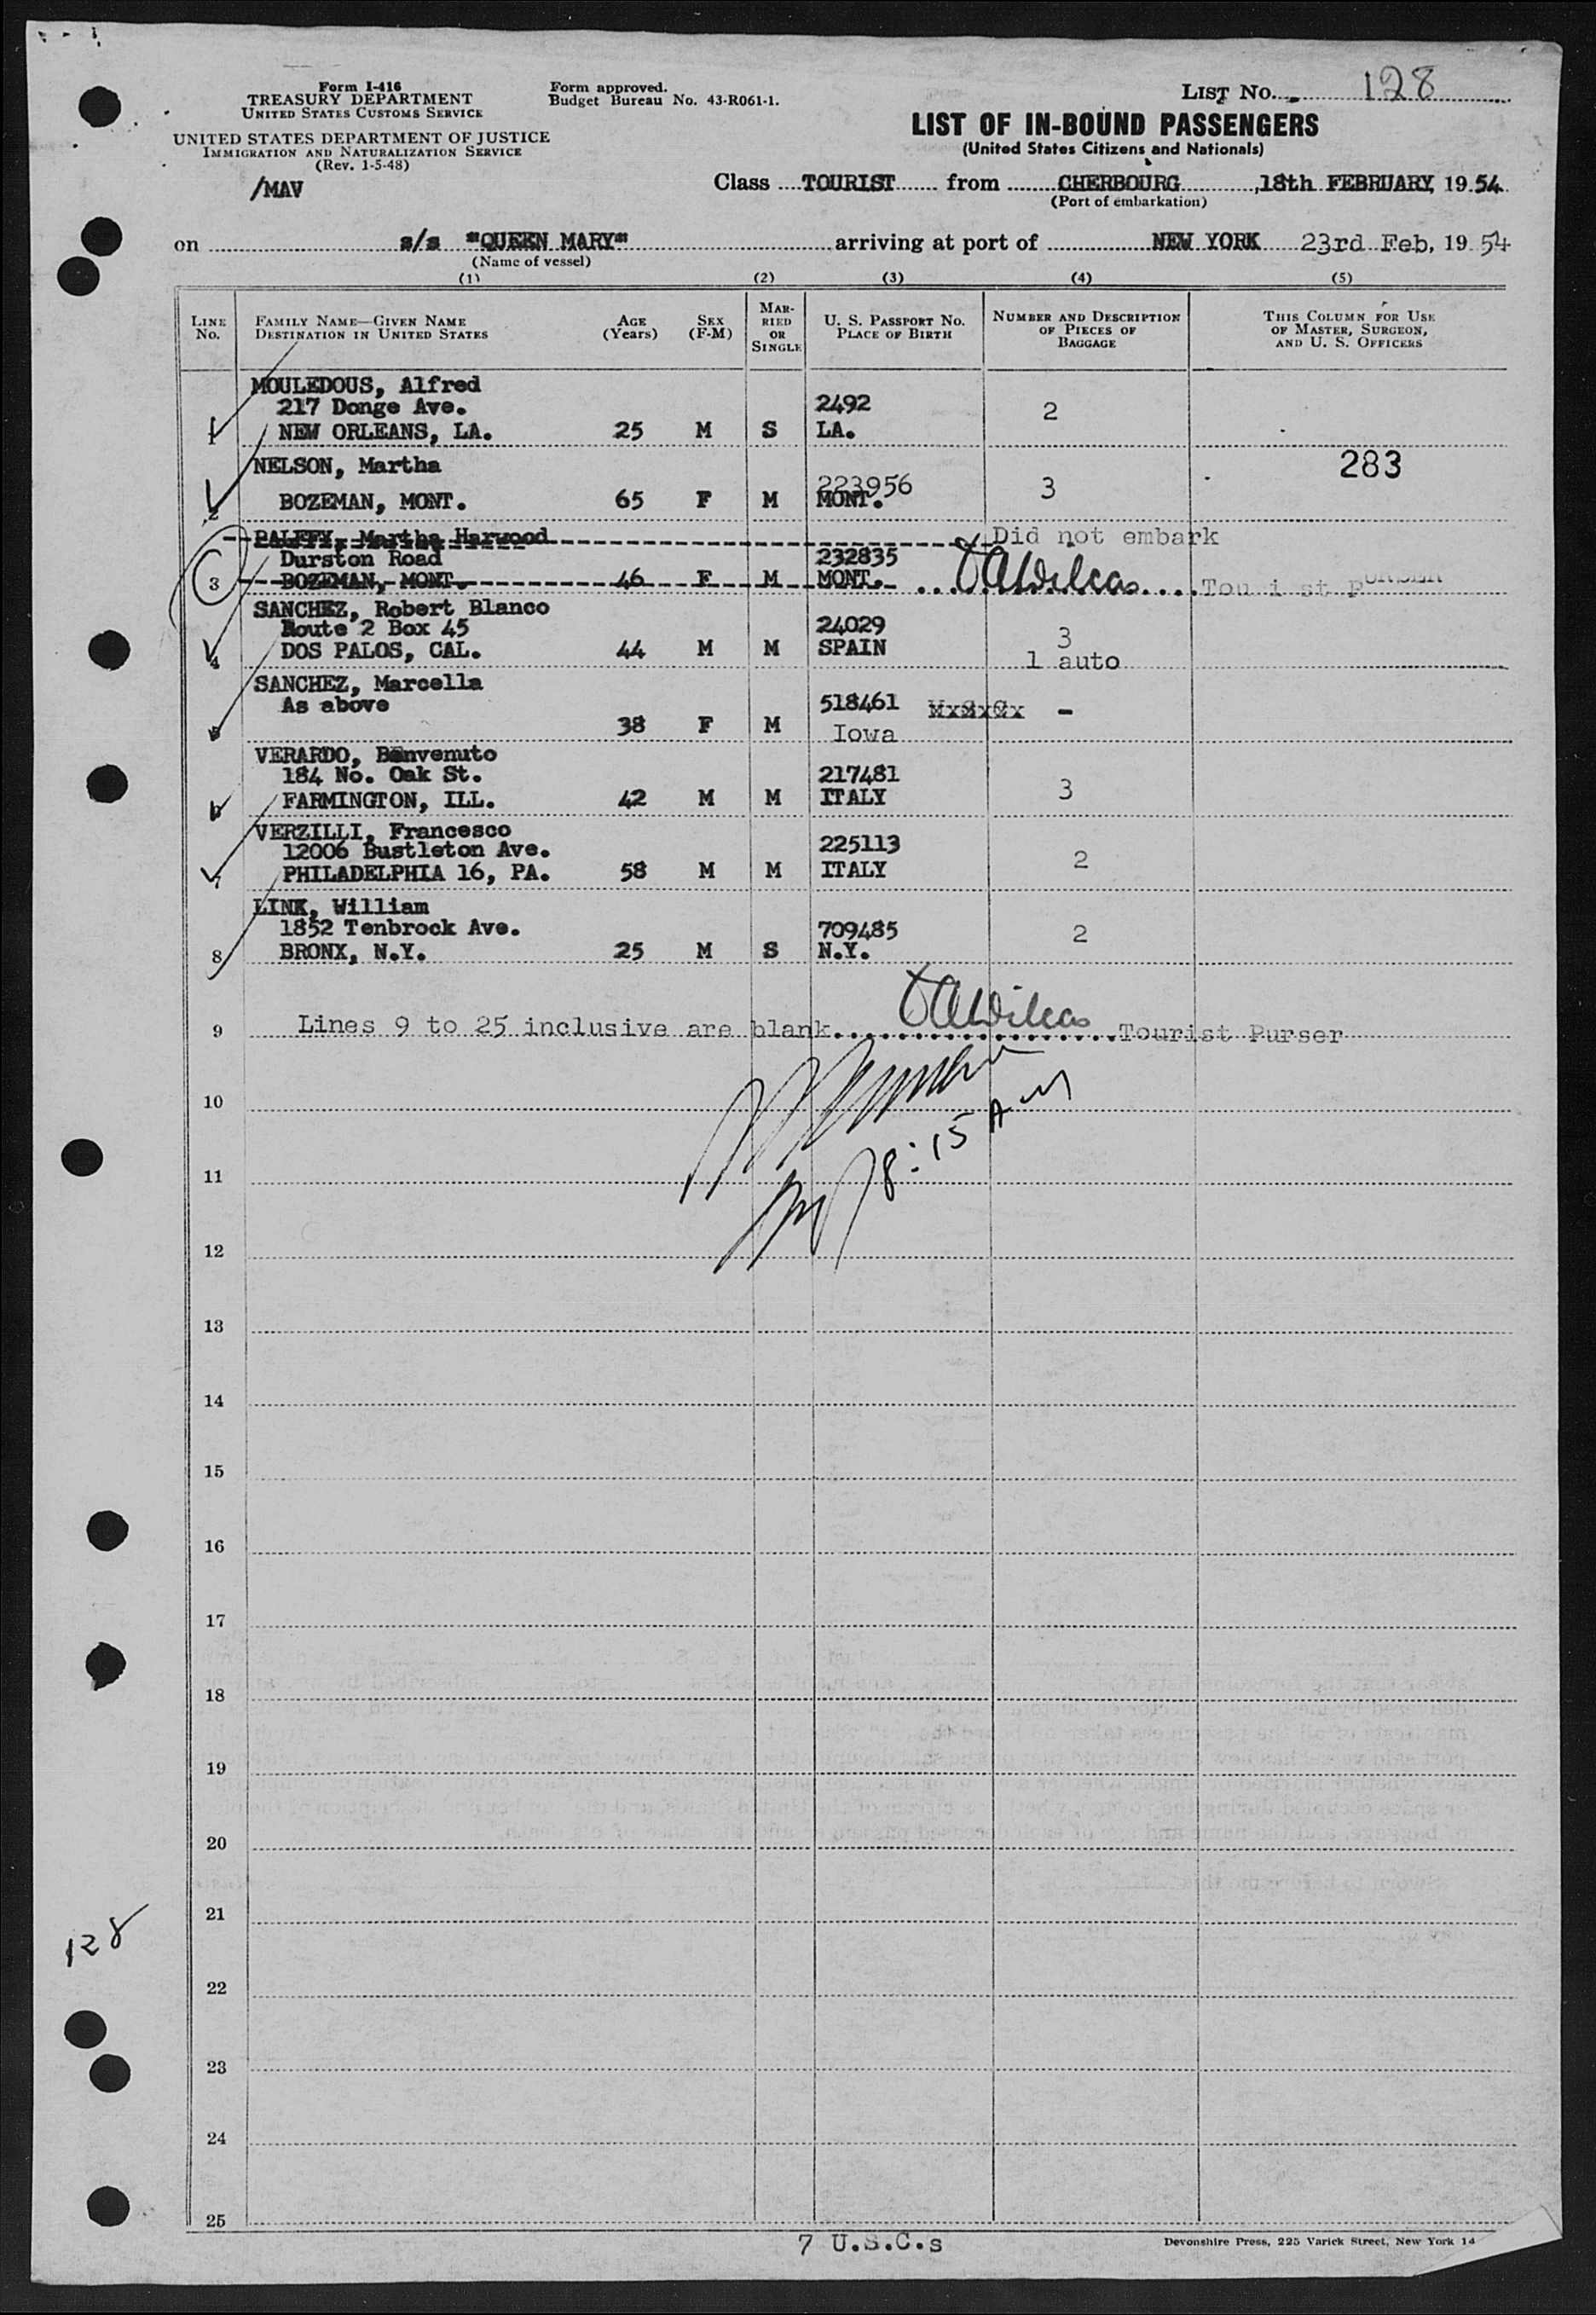 Form I-416
TREASURY DEPARTMENT
UNITED STATES CUSTOMS SERVICE
UNITED STATES DEPARTMENT OF JUSTICE
IMMIGRATION AND NATURALIZATION SERVICE
(Rev. 1-5-48)
/MAV
Form approved.
Budget Bureau No. 43-R061-1.
LIST NO. 128
LIST OF IN-BOUND PASSENGERS
(United States Citizens and Nationals)
Class TOURIST from CHERBOURG, 18th FEBRUARY, 1954
(Port of embarkation)
on s/s "QUEEN MARY" arriving at port of NEW YORK 23rd Feb, 1954
(Name of vessel)
(1) (2) (3) (4) (5)
LINE NO. FAMILY NAME—GIVEN NAME DESTINATION IN UNITED STATES AGE (Years) SEX (F-M) MARRIED OR SINGLE U. S. PASSPORT NO. PLACE OF BIRTH NUMBER AND DESCRIPTION OF PIECES OF BAGGAGE THIS COLUMN FOR USE OF MASTER, SURGEON, AND U. S. OFFICERS
MOULEDOUS, Alfred
217 Donge Ave. 2492 2
1 NEW ORLEANS, LA. 25 M S LA.
NELSON, Martha 283
223956 3
2 BOZEMAN, MONT. 65 F M MONT.
PALFFY, Martha Harwood Did not embark
Durston Road 232835
3 BOZEMAN, MONT. 46 F M MONT. Tourist PURSER
SANCHEZ, Robert Blanco
Route 2 Box 45 24029 3
4 DOS PALOS, CAL. 44 M M SPAIN 1 auto
SANCHEZ, Marcella
As above 518461 -
5 38 F M Iowa
VERARDO, Benvenuto
184 No. Oak St. 217481 3
6 FARMINGTON, ILL. 42 M M ITALY
VERZILLI, Francesco
12006 Bustleton Ave. 225113 2
7 PHILADELPHIA 16, PA. 58 M M ITALY
LINK, William
1852 Tenbrock Ave. 709485 2
8 BRONX, N.Y. 25 M S N.Y.
9 Lines 9 to 25 inclusive are blank Tourist Purser
10
8:15 AM
11
12
13
14
15
16
17
18
19
20
21
128
22
23
24
25
7 U.S.C.s
Devonshire Press, 225 Varick Street, New York 14